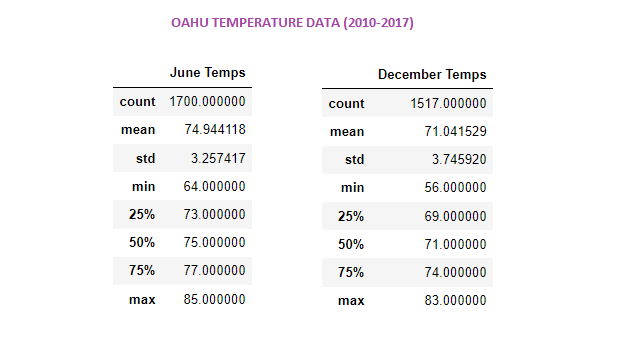 OAHU TEMPERATURE DATA (2010-2017)
June Temps
count 1700.000000
mean 74.944118
std 3.257417
min 64.000000
25% 73.000000
50% 75.000000
75% 77.000000
max 85.000000
December Temps
count 1517.000000
mean 71.041529
std 3.745920
min 56.000000
25% 69.000000
50% 71.000000
75% 74.000000
max 83.000000